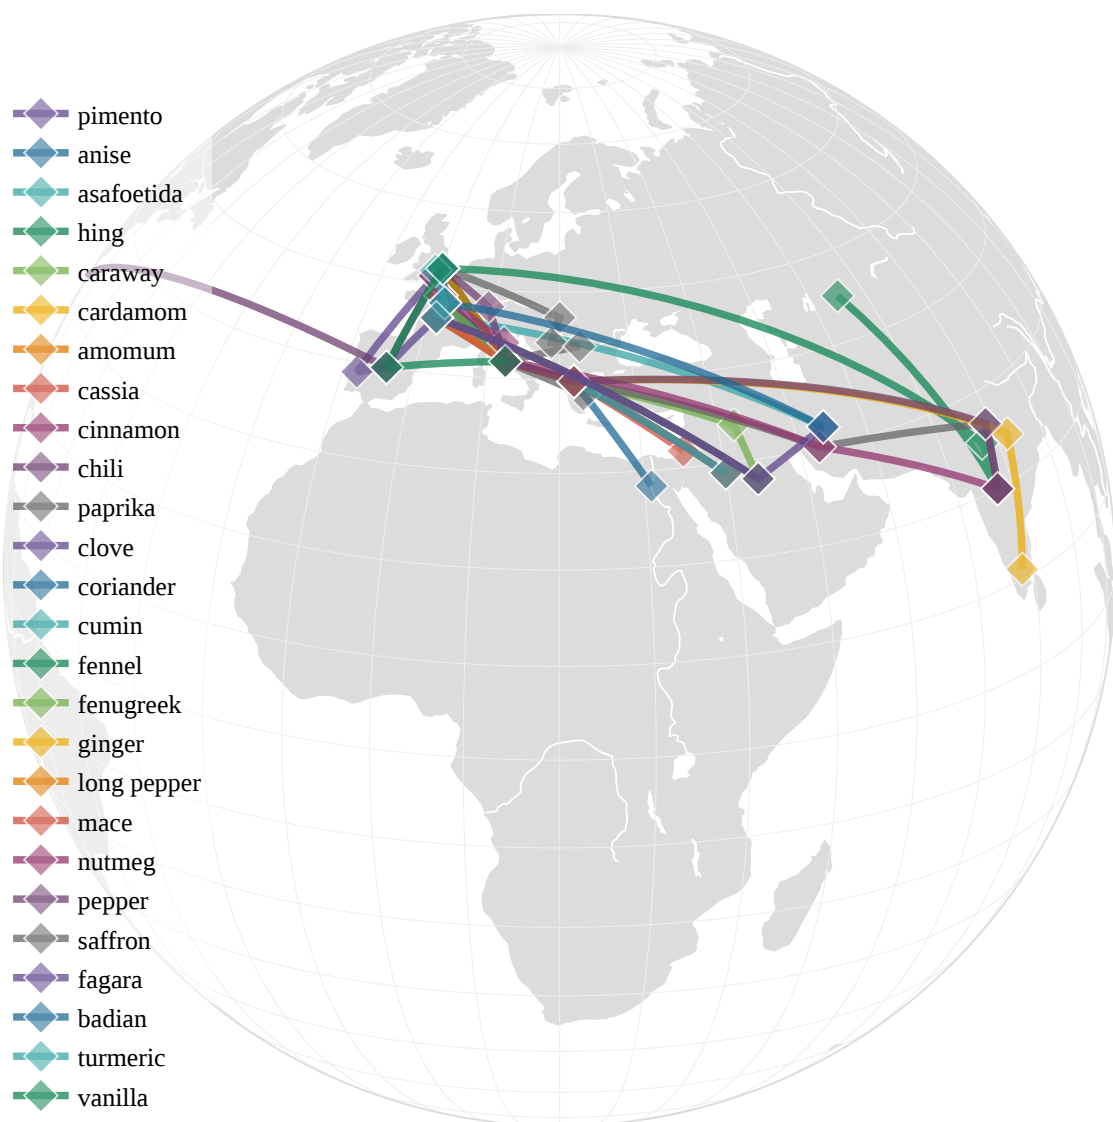 pimento
anise
asafoetida
hing
caraway
cardamom
amomum
cassia
cinnamon
chili
paprika
clove
coriander
cumin
fennel
fenugreek
ginger
long pepper
mace
nutmeg
pepper
saffron
fagara
badian
turmeric
vanilla